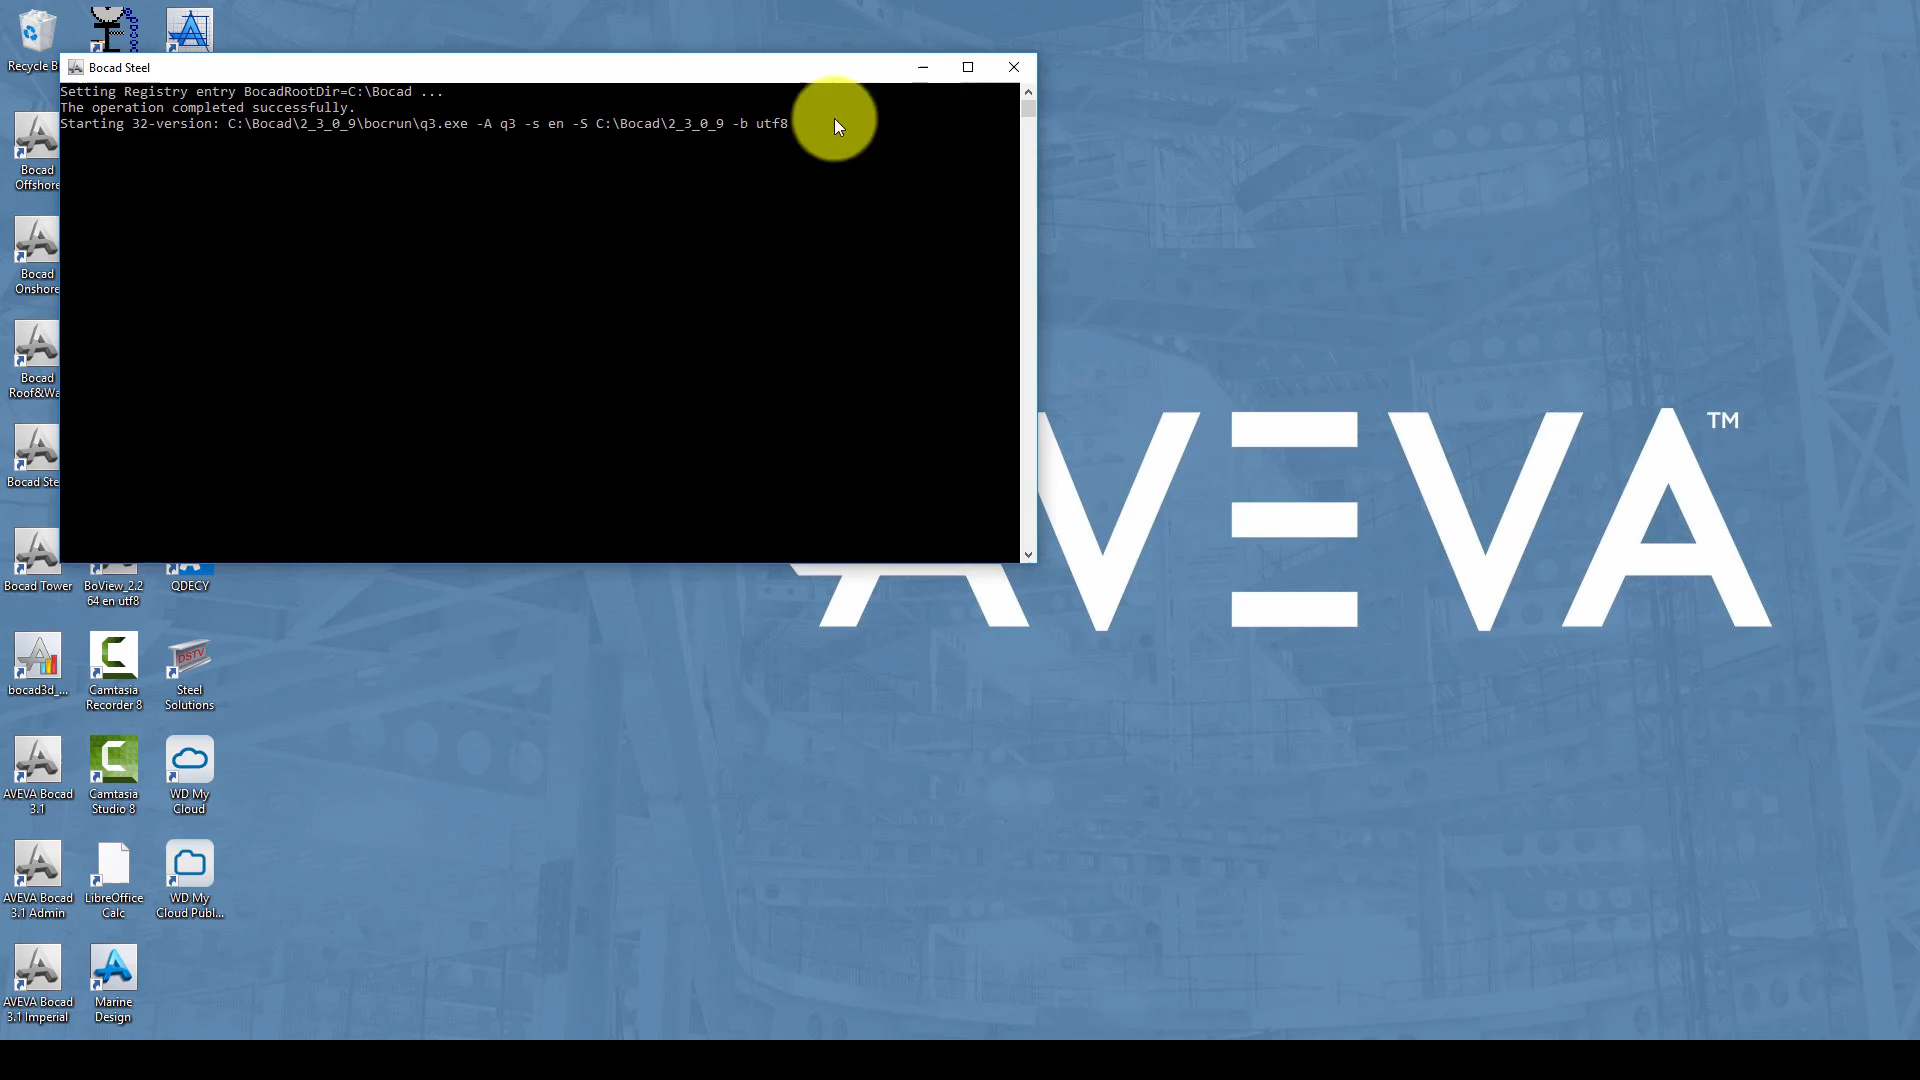 Recycle B
Bocad Steel
Setting Registry entry BocadRootDir=C:\Bocad ...
The operation completed successfully.
Starting 32-version: C:\Bocad\2_3_0_9\bocrun\q3.exe -A q3 -s en -S C:\Bocad\2_3_0_9 -b utf8
Bocad
Offshore
Bocad
Onshore
Bocad
Roof&Wa
Bocad Ste
Bocad Tower
BoView_2.2
64 en utf8
QDECY
AVEVA
TM
bocad3d_...
Camtasia
Recorder 8
Steel
Solutions
DSTV
AVEVA Bocad
3.1
Camtasia
Studio 8
WD My
Cloud
AVEVA Bocad
3.1 Admin
LibreOffice
Calc
WD My
Cloud Publ...
AVEVA Bocad
3.1 Imperial
Marine
Design